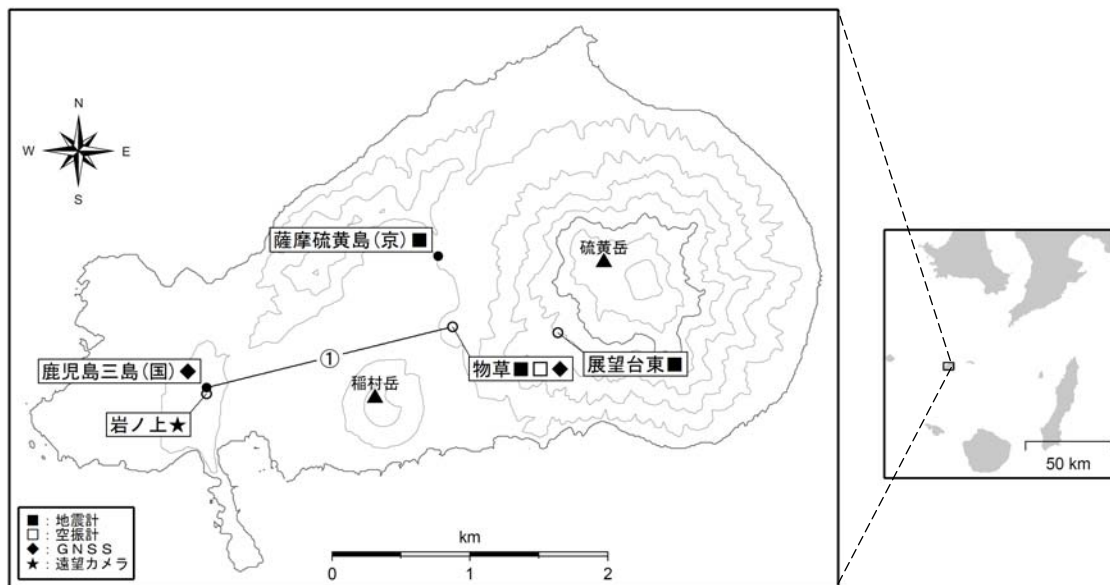 N
W
E
S
薩摩硫黄島(京)■
硫黄岳
①
鹿児島三島(国)◆
物草■□◆
展望台東■
稲村岳
岩ノ上★
■：地震計
□：空振計
◆：ＧＮＳＳ
★：遠望カメラ
km
0
1
2
50 km